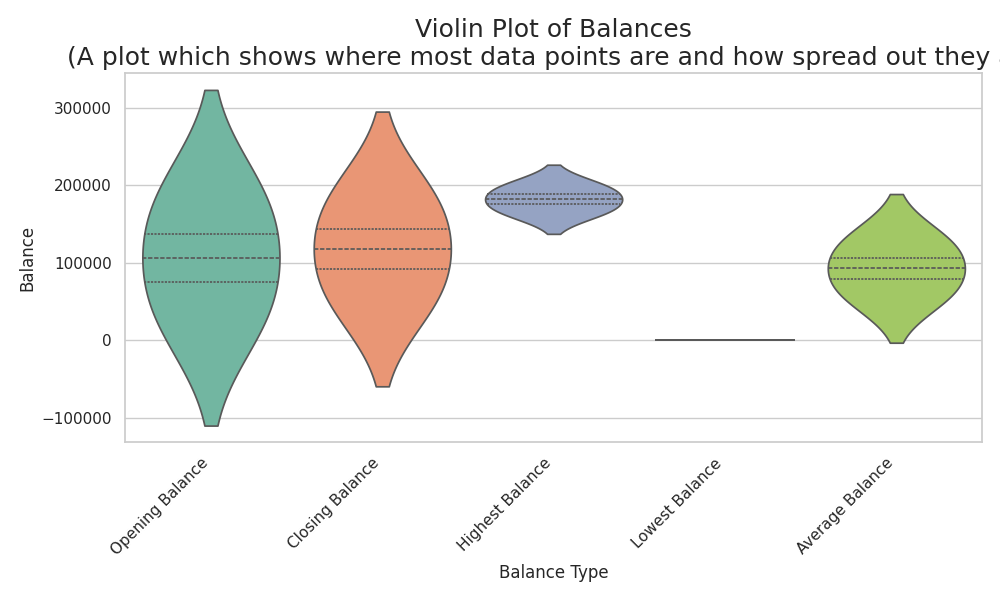 Violin Plot of Balances
(A plot which shows where most data points are and how spread out they
300000
200000
100000
0
−100000
Balance
Opening Balance
Closing Balance
Highest Balance
Lowest Balance
Average Balance
Balance Type